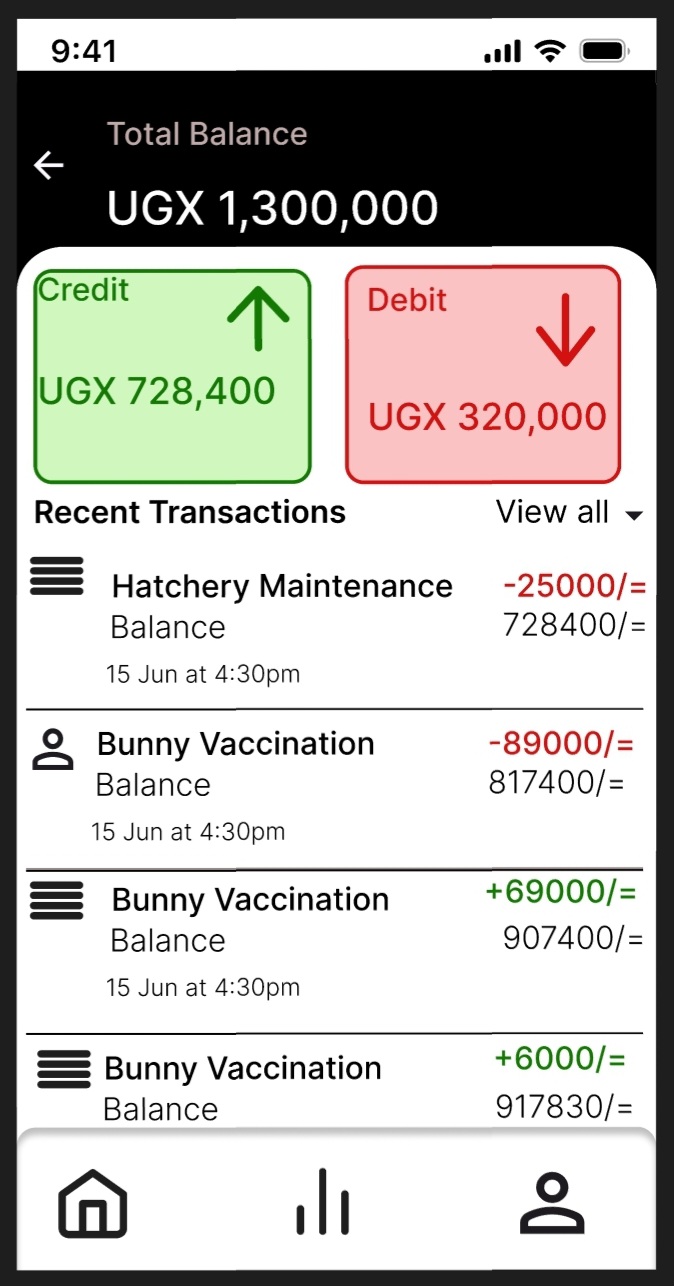 9:41
Total Balance
UGX 1,300,000
Credit
UGX 728,400
Debit
UGX 320,000
Recent Transactions View all
Hatchery Maintenance -25000/=
Balance 728400/=
15 Jun at 4:30pm
Bunny Vaccination -89000/=
Balance 817400/=
15 Jun at 4:30pm
Bunny Vaccination +69000/=
Balance 907400/=
15 Jun at 4:30pm
Bunny Vaccination +6000/=
Balance 917830/=